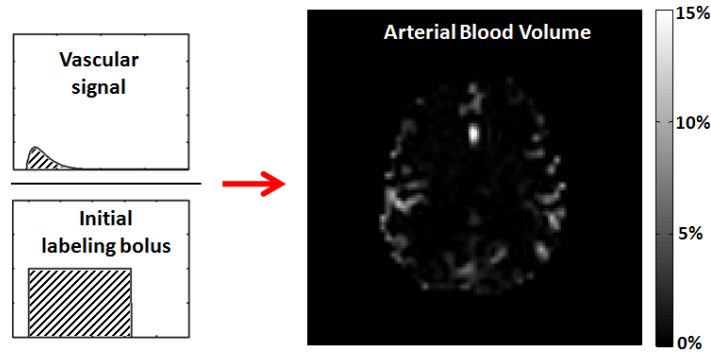 Vascular
signal
Initial
labeling bolus
Arterial Blood Volume
15%
10%
5%
0%